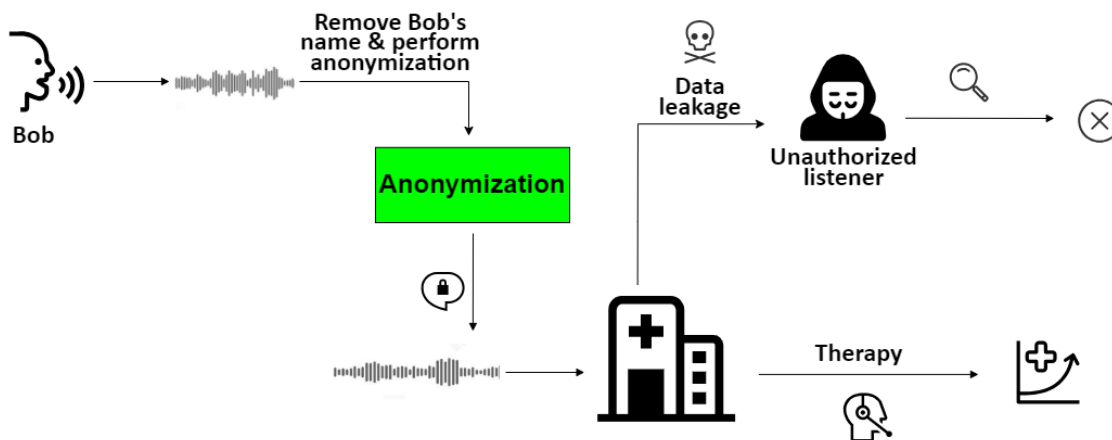 Remove Bob's
name & perform
anonymization
Bob
Data
leakage
Unauthorized
listener
Anonymization
Therapy